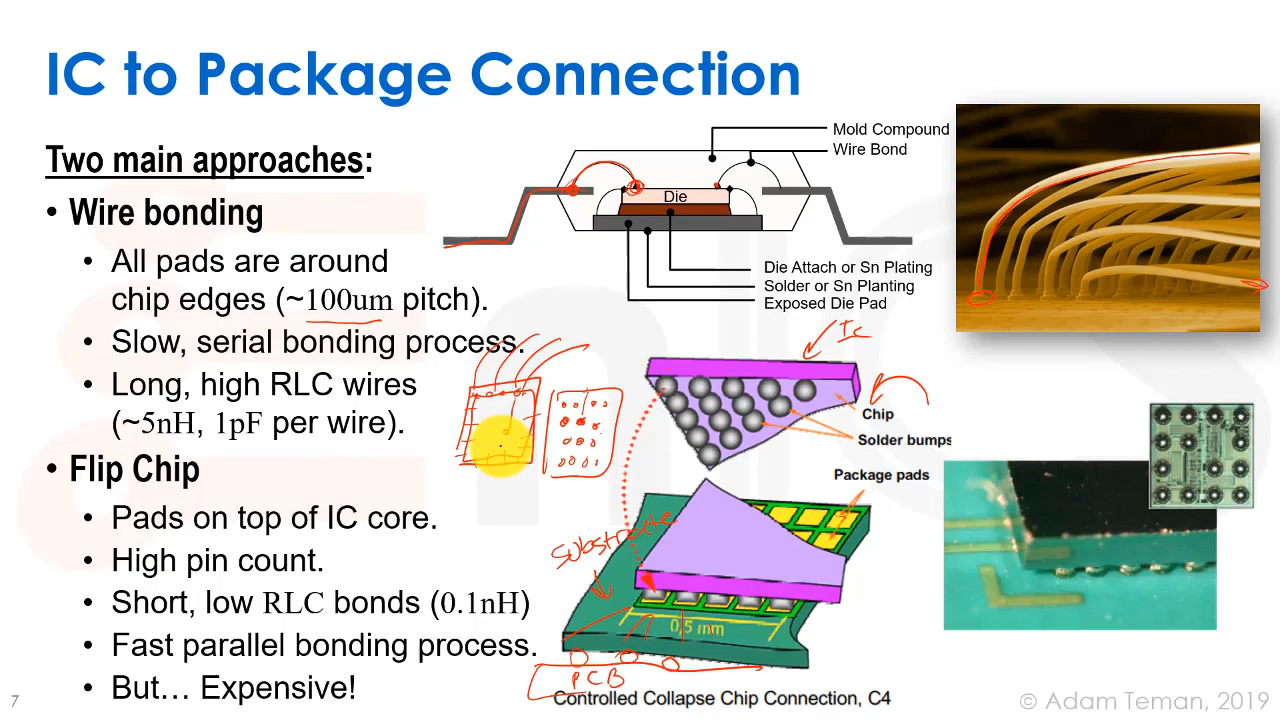 IC to Package Connection
Two main approaches:
• Wire bonding
• All pads are around
chip edges (~100um pitch).
• Slow, serial bonding process.
• Long, high RLC wires
(~5nH, 1pF per wire).
• Flip Chip
• Pads on top of IC core.
• High pin count.
• Short, low RLC bonds (0.1nH)
• Fast parallel bonding process.
• But… Expensive!
Mold Compound
Wire Bond
Die
Die Attach or Sn Plating
Solder or Sn Planting
Exposed Die Pad
Ic
Chip
Solder bumps
Package pads
Substrate
0.5 mm
PCB
Controlled Collapse Chip Connection, C4
7
© Adam Teman, 2019